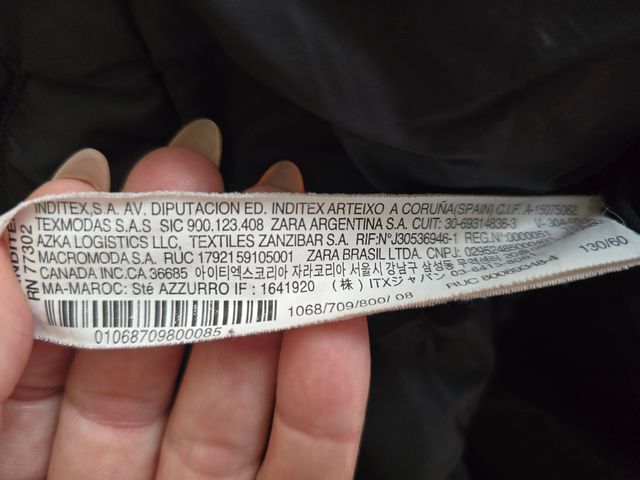 INDITEX, S.A. AV. DIPUTACION ED. INDITEX ARTEIXO A CORUÑA(SPAIN) C.I.F. A-15075062
TEXMODAS S.A.S SIC 900.123.408 ZARA ARGENTINA S.A. CUIT: 30-69314836-3
AZKA LOGISTICS LLC, TEXTILES ZANZIBAR S.A. RIF:N°J30536946-1 REG.N°
MACROMODA S.A. RUC 1792159105001 ZARA BRASIL LTDA. CNPJ:
CANADA INC.CA 36685 아이티엑스코리아 자라코리아 서울시 강남구 삼성동
MA-MAROC: Sté AZZURRO IF : 1641920 (株) ITXジャパン RUC
1068/709/800/ 08
01068709800085
130/60
RN 77302